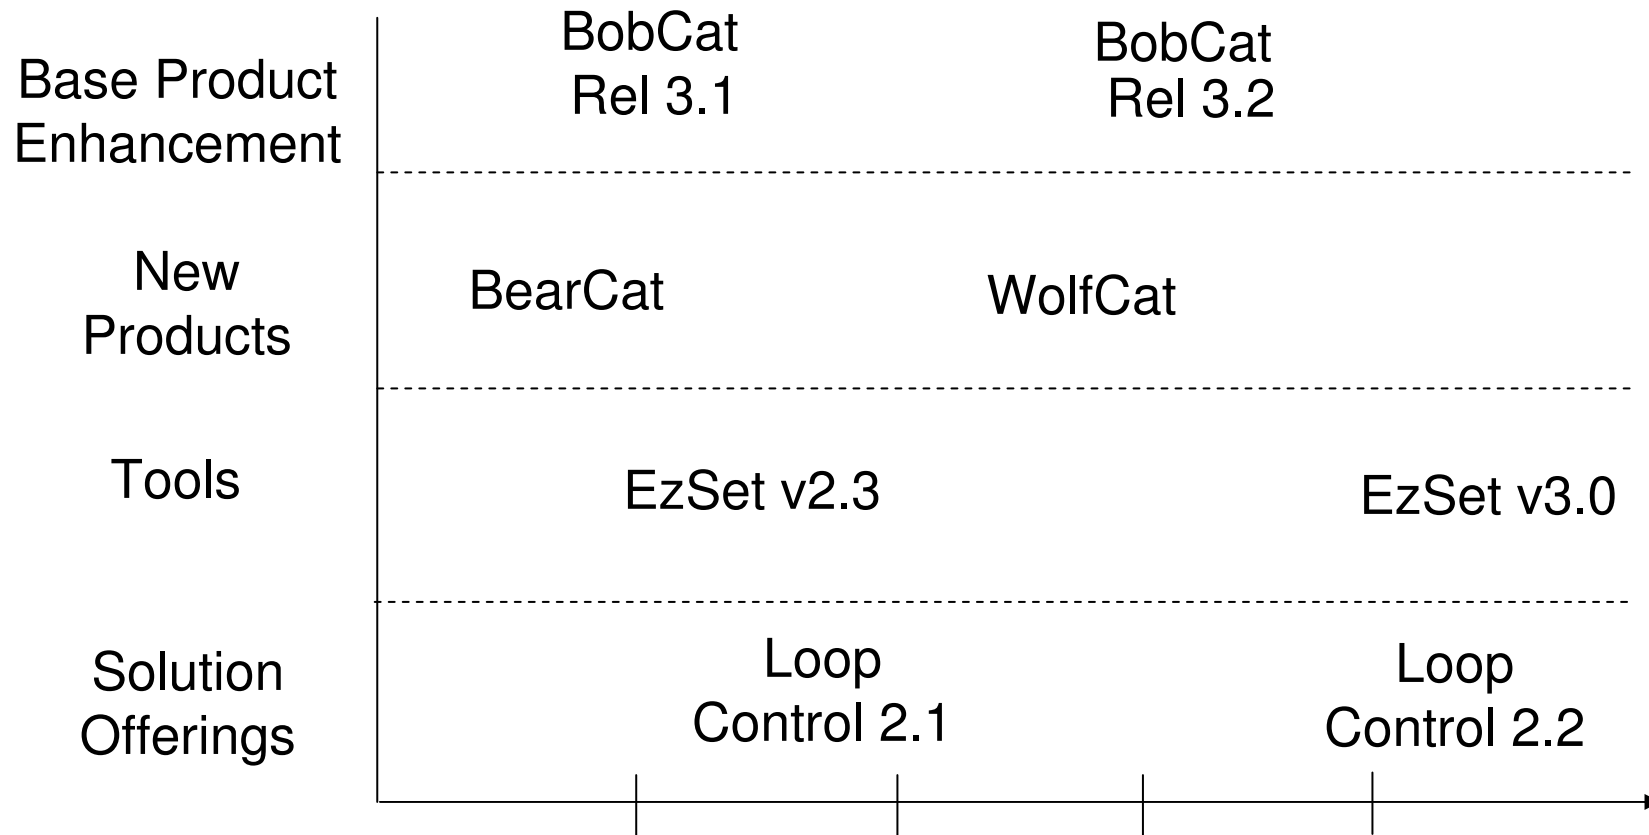 Base Product
Enhancement
BobCat
Rel 3.1
BobCat
Rel 3.2
New
Products
BearCat
WolfCat
Tools
EzSet v2.3
EzSet v3.0
Solution
Offerings
Loop
Control 2.1
Loop
Control 2.2